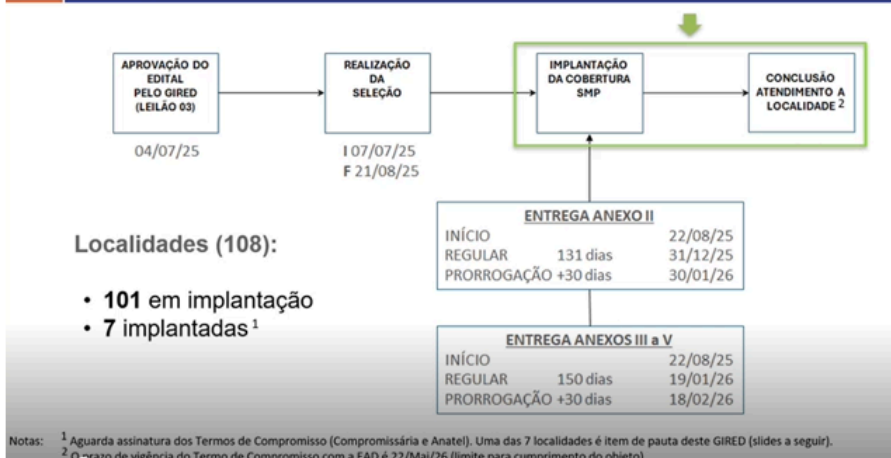 APROVAÇÃO DO
EDITAL
PELO GIRED
(LEILÃO 03)
04/07/25
REALIZAÇÃO
DA
SELEÇÃO
I 07/07/25
F 21/08/25
IMPLANTAÇÃO
DA COBERTURA
SMP
CONCLUSÃO
ATENDIMENTO A
LOCALIDADE 2
ENTREGA ANEXO II
INÍCIO 22/08/25
REGULAR 131 dias 31/12/25
PRORROGAÇÃO +30 dias 30/01/26
Localidades (108):
• 101 em implantação
• 7 implantadas 1
ENTREGA ANEXOS III a V
INÍCIO 22/08/25
REGULAR 150 dias 19/01/26
PRORROGAÇÃO +30 dias 18/02/26
Notas: 1 Aguarda assinatura dos Termos de Compromisso (Compromissária e Anatel). Uma das 7 localidades é item de pauta deste GIRED (slides a seguir).
2 O prazo de vigência do Termo de Compromisso com a EAD é 22/Mai/26 (limite para cumprimento do objeto)